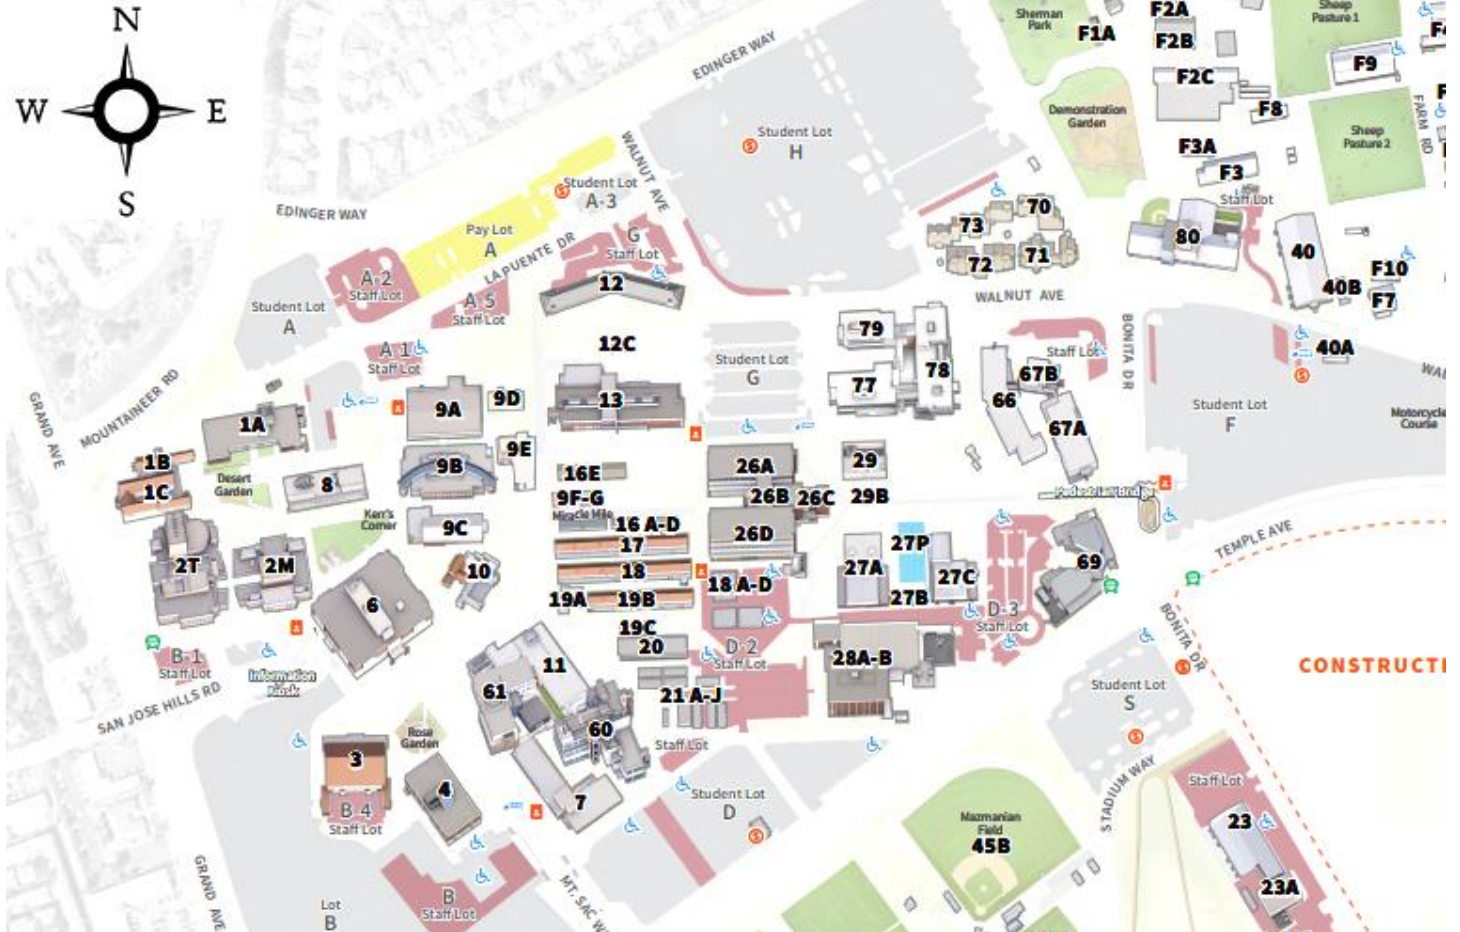 N
W E
S
EDINGER WAY
EDINGER WAY
WALNUT AVE
Student Lot
H
Student Lot
A-3
Pay Lot
A
LA PUENTE DR
G
Staff Lot
A-2
Staff Lot
A 5
Staff Lot
Student Lot
A
A 1
Staff Lot
12
12C
13
Sherman
Park
F1A
F2A
F2B
F2C
Sheep
Pasture 1
F9
F8
Demonstration
Garden
Sheep
Pasture 2
FARM RD
F3A
F3
Staff Lot
70
73
72
71
80
40
40B
F10
F7
40A
WALNUT AVE
BONITA DR
Student Lot
G
79
77
78
Staff Lot
67B
66
67A
Student Lot
F
Motorcycle
Course
GRAND AVE
MOUNTAINEER RD
1A
1B
1C
Desert
Garden
8
Kerr's
Corner
9A
9D
9B
9E
9C
16E
9F-G
Miracle Mile
16 A-D
17
18
19A
19B
19C
20
26A
26B
26C
26D
29
29B
Pedestrian Bridge
TEMPLE AVE
2T
2M
6
10
18 A-D
27A
27P
27B
27C
69
D-3
Staff Lot
B-1
Staff Lot
Information
Kiosk
SAN JOSE HILLS RD
11
61
60
D-2
Staff Lot
21 A-J
28A-B
BONITA DR
CONSTRUCTI
Student Lot
S
Rose
Garden
3
B 4
Staff Lot
4
7
Staff Lot
Student Lot
D
STADIUM WAY
Staff Lot
Mazmanian
Field
45B
23
23A
GRAND AVE
Lot
B
B
Staff Lot
MT. SAC W